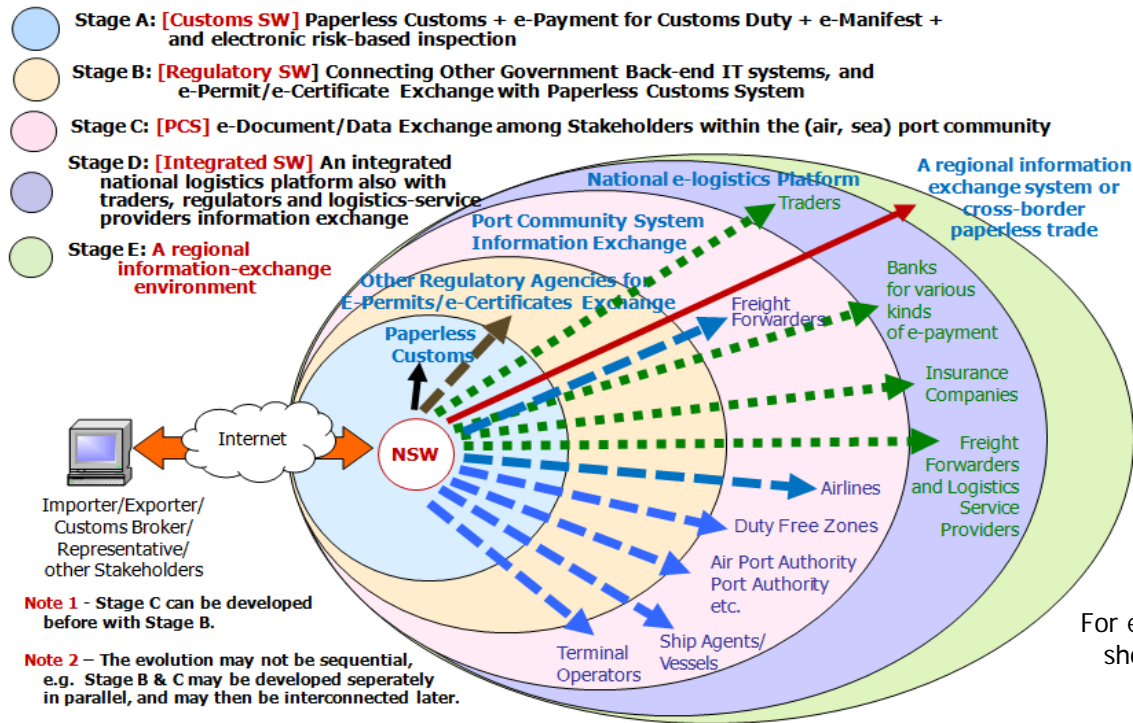 Stage A: [Customs SW] Paperless Customs + e-Payment for Customs Duty + e-Manifest +
and electronic risk-based inspection
Stage B: [Regulatory SW] Connecting Other Government Back-end IT systems, and
e-Permit/e-Certificate Exchange with Paperless Customs System
Stage C: [PCS] e-Document/Data Exchange among Stakeholders within the (air, sea) port community
Stage D: [Integrated SW] An integrated
national logistics platform also with
traders, regulators and logistics-service
providers information exchange
Stage E: A regional
information-exchange
environment
A regional information
exchange system or
cross-border
paperless trade
National e-logistics Platform
Traders
Port Community System
Information Exchange
Other Regulatory Agencies for
E-Permits/e-Certificates Exchange
Paperless
Customs
Freight
Forwarders
Banks
for various
kinds
of e-payment
Insurance
Companies
Freight
Forwarders
and Logistics
Service
Providers
Internet
NSW
Airlines
Duty Free Zones
Air Port Authority
Port Authority
etc.
Ship Agents/
Vessels
Terminal
Operators
Importer/Exporter/
Customs Broker/
Representative/
other Stakeholders
Note 1 - Stage C can be developed
before with Stage B.
Note 2 – The evolution may not be sequential,
e.g. Stage B & C may be developed seperately
in parallel, and may then be interconnected later.
For